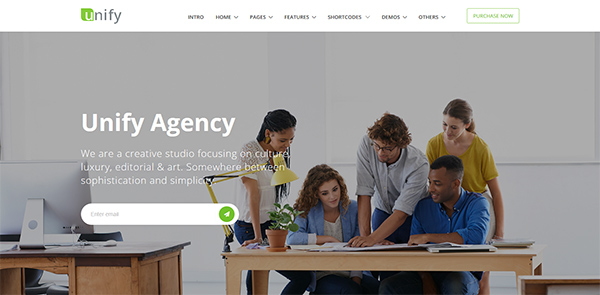 unify
INTRO HOME PAGES FEATURES SHORTCODES DEMOS OTHERS PURCHASE NOW
Unify Agency
We are a creative studio focusing on culture,
luxury, editorial & art. Somewhere between
sophistication and simplicity.
Enter email